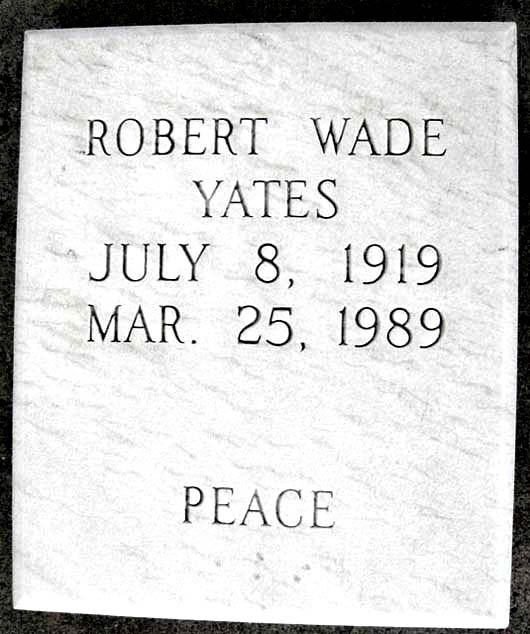 ROBERT WADE
YATES
JULY 8, 1919
MAR. 25, 1989
PEACE